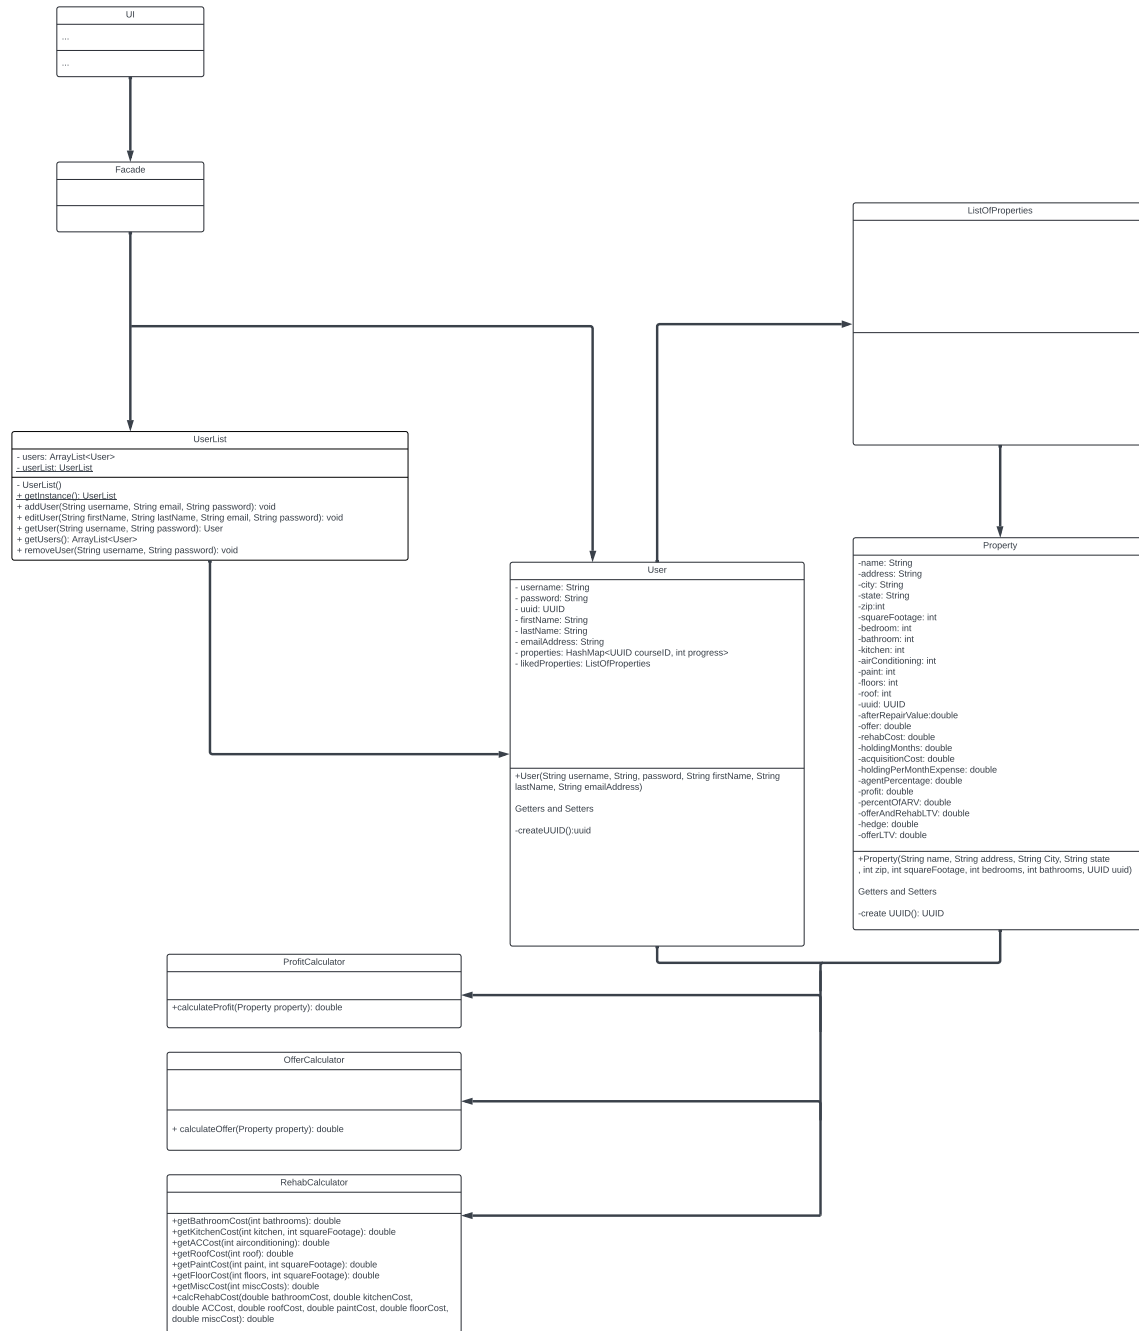 UI
...
...
Facade
ListOfProperties
UserList
- users: ArrayList<User>
- userList: UserList
- UserList()
+ getInstance(): UserList
+ addUser(String username, String email, String password): void
+ editUser(String firstName, String lastName, String email, String password): void
+ getUser(String username, String password): User
+ getUsers(): ArrayList<User>
+ removeUser(String username, String password): void
User
- username: String
- password: String
- uuid: UUID
- firstName: String
- lastName: String
- emailAddress: String
- properties: HashMap<UUID courseID, int progress>
- likedProperties: ListOfProperties
+User(String username, String, password, String firstName, String
lastName, String emailAddress)
Getters and Setters
-createUUID():uuid
Property
-name: String
-address: String
-city: String
-state: String
-zip:int
-squareFootage: int
-bedroom: int
-bathroom: int
-kitchen: int
-airConditioning: int
-paint: int
-floors: int
-roof: int
-uuid: UUID
-afterRepairValue:double
-offer: double
-rehabCost: double
-holdingMonths: double
-acquisitionCost: double
-holdingPerMonthExpense: double
-agentPercentage: double
-profit: double
-percentOfARV: double
-offerAndRehabLTV: double
-hedge: double
-offerLTV: double
+Property(String name, String address, String City, String state
, int zip, int squareFootage, int bedrooms, int bathrooms, UUID uuid)
Getters and Setters
-create UUID(): UUID
ProfitCalculator
+calculateProfit(Property property): double
OfferCalculator
+ calculateOffer(Property property): double
RehabCalculator
+getBathroomCost(int bathrooms): double
+getKitchenCost(int kitchen, int squareFootage): double
+getACCost(int airconditioning): double
+getRoofCost(int roof): double
+getPaintCost(int paint, int squareFootage): double
+getFloorCost(int floors, int squareFootage): double
+getMiscCost(int miscCosts): double
+calcRehabCost(double bathroomCost, double kitchenCost,
double ACCost, double roofCost, double paintCost, double floorCost,
double miscCost): double